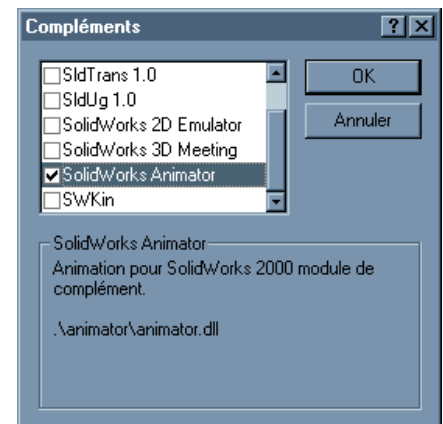 Compléments
SldTrans 1.0
SldUg 1.0
SolidWorks 2D Emulator
SolidWorks 3D Meeting
SolidWorks Animator
SWKin
OK
Annuler
SolidWorks Animator
Animation pour SolidWorks 2000 module de
complément.
.\animator\animator.dll